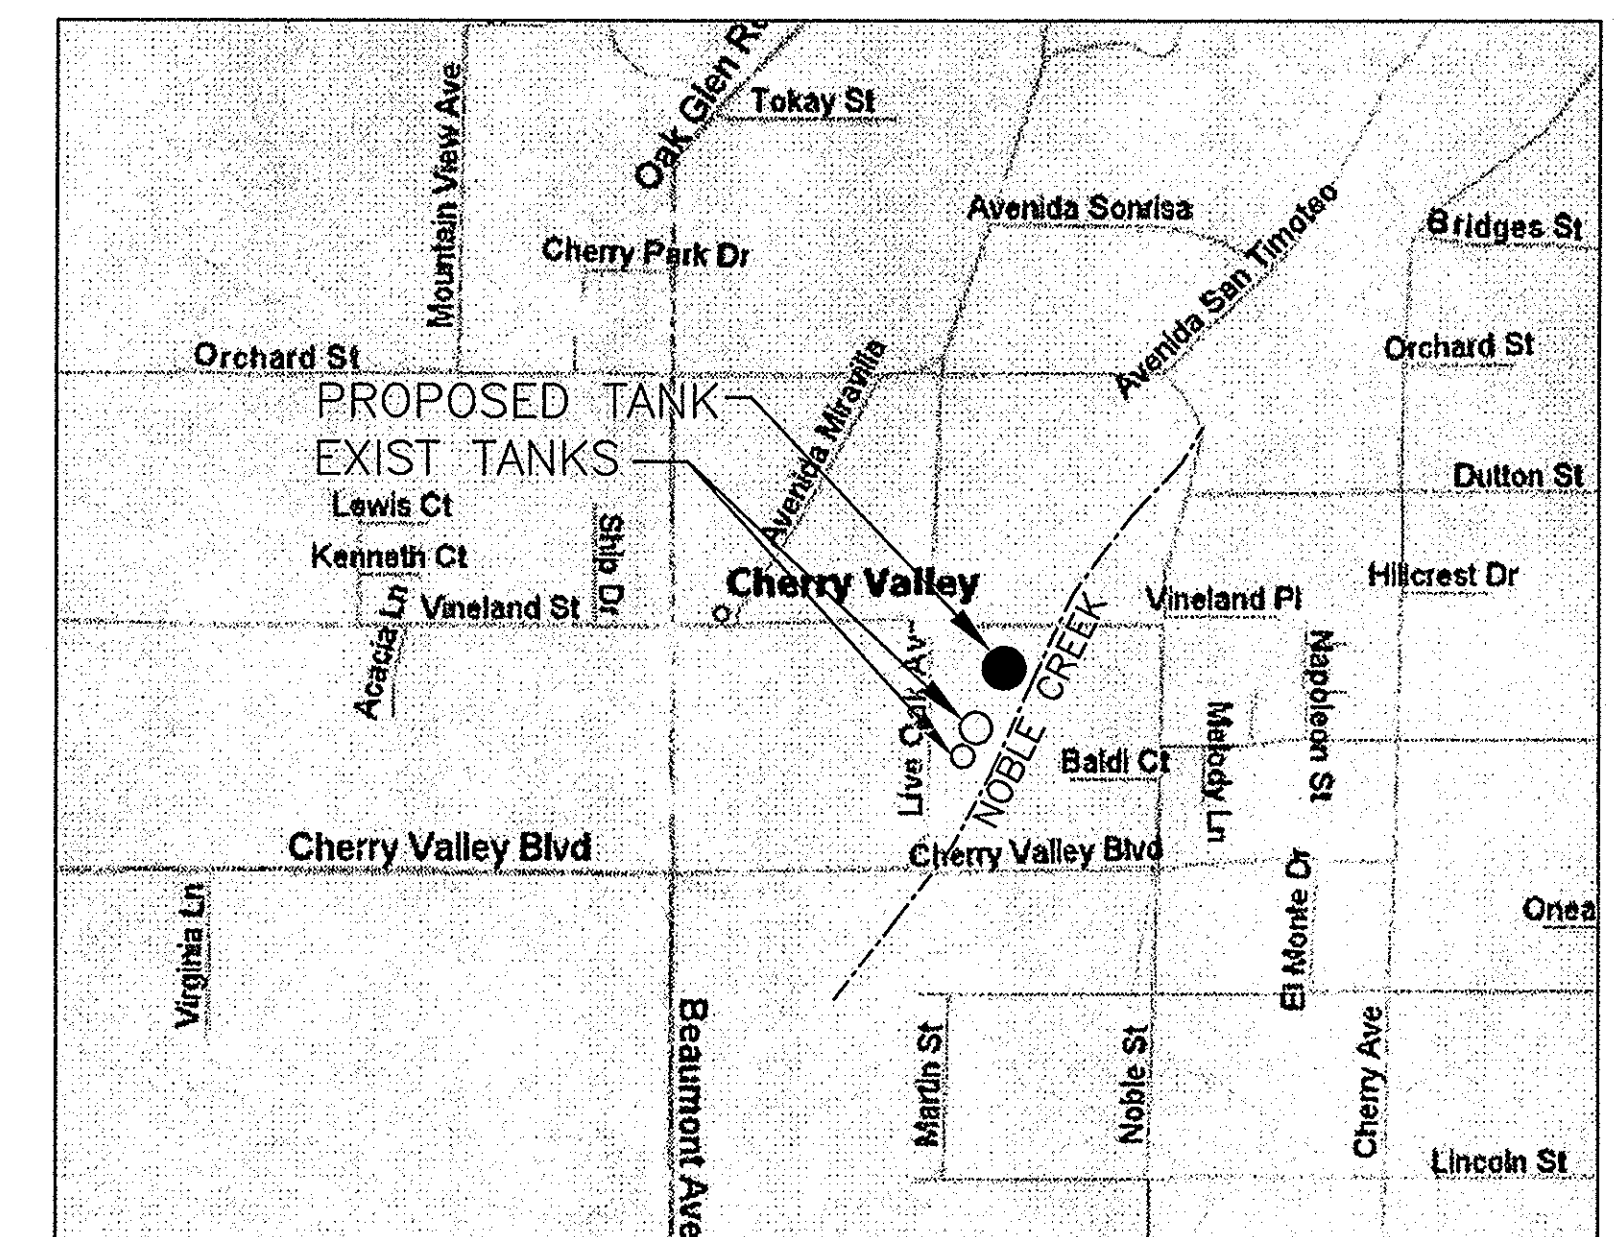 Oak Glen Rd
Tokay St
Mountain View Ave
Avenida Sonrisa
Bridges St
Cherry Park Dr
Avenida San Timoteo
Orchard St
Orchard St
PROPOSED TANK
Avenida Miravilla
EXIST TANKS
Dutton St
Lewis Ct
Ship Dr
Kenneth Ct
Cherry Valley
Hillcrest Dr
Vineland St
Vineland Pl
Acacia Ln
Live Oak Av
NOBLE CREEK
Napoleon St
Melody Ln
Baldi Ct
Cherry Valley Blvd
Cherry Valley Blvd
Virginia Ln
El Monte Dr
Onea
Beaumont Ave
Martin St
Noble St
Cherry Ave
Lincoln St